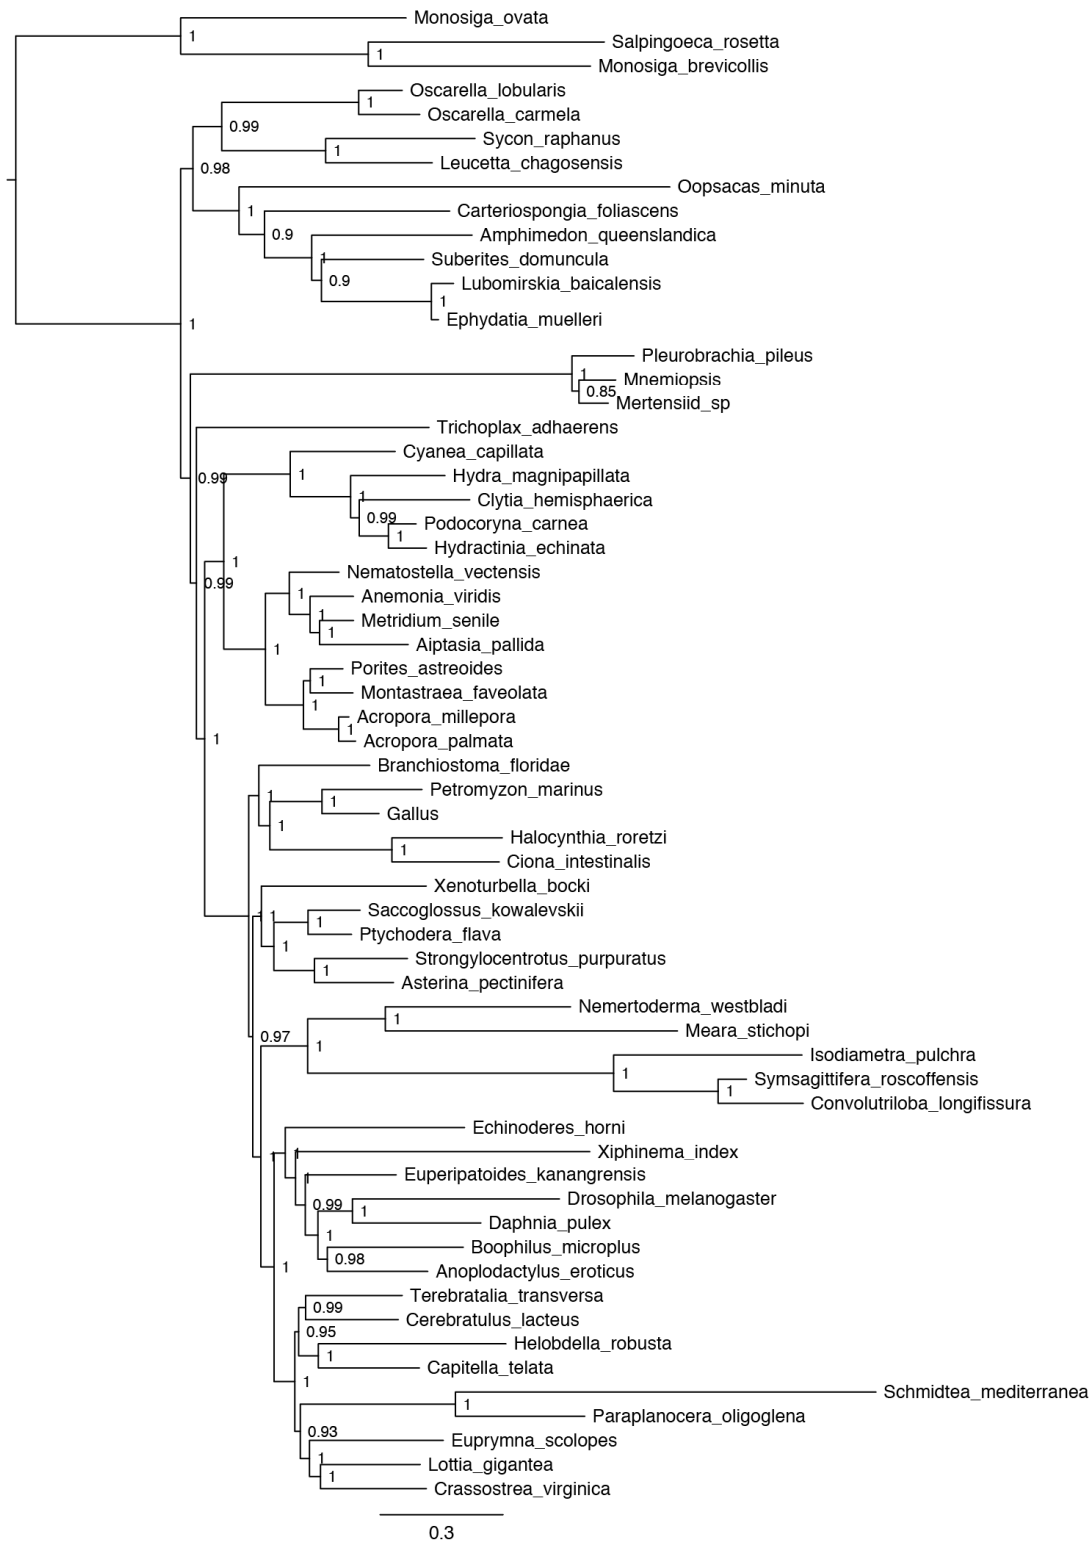 Monosiga_ovata
1
Salpingoeca_rosetta
1
Monosiga_brevicollis
Oscarella_lobularis
1
Oscarella_carmela
0.99
Sycon_raphanus
1
Leucetta_chagosensis
0.98
Oopsacas_minuta
1
Carteriospongia_foliascens
0.9
Amphimedon_queenslandica
1
Suberites_domuncula
0.9
Lubomirskia_baicalensis
1
Ephydatia_muelleri
1
Pleurobrachia_pileus
1
Mnemiopsis
0.85
Mertensiid_sp
Trichoplax_adhaerens
Cyanea_capillata
0.99
1
Hydra_magnipapillata
1
Clytia_hemisphaerica
0.99
Podocoryna_carnea
1
Hydractinia_echinata
1
Nematostella_vectensis
0.99
1
Anemonia_viridis
1
Metridium_senile
1
Aiptasia_pallida
1
Porites_astreoides
1
Montastraea_faveolata
1
Acropora_millepora
1
Acropora_palmata
1
Branchiostoma_floridae
1
Petromyzon_marinus
1
Gallus
1
Halocynthia_roretzi
1
Ciona_intestinalis
Xenoturbella_bocki
1
1
Saccoglossus_kowalevskii
1
Ptychodera_flava
1
Strongylocentrotus_purpuratus
1
Asterina_pectinifera
Nemertoderma_westbladi
1
Meara_stichopi
0.97
1
Isodiametra_pulchra
1
Symsagittifera_roscoffensis
1
Convolutriloba_longifissura
Echinoderes_horni
1
1
Xiphinema_index
1
Euperipatoides_kanangrensis
0.99
Drosophila_melanogaster
1
Daphnia_pulex
1
Boophilus_microplus
0.98
Anoplodactylus_eroticus
1
Terebratalia_transversa
0.99
Cerebratulus_lacteus
0.95
Helobdella_robusta
1
Capitella_telata
1
Schmidtea_mediterranea
1
Paraplanocera_oligoglena
0.93
Euprymna_scolopes
1
Lottia_gigantea
1
Crassostrea_virginica
0.3